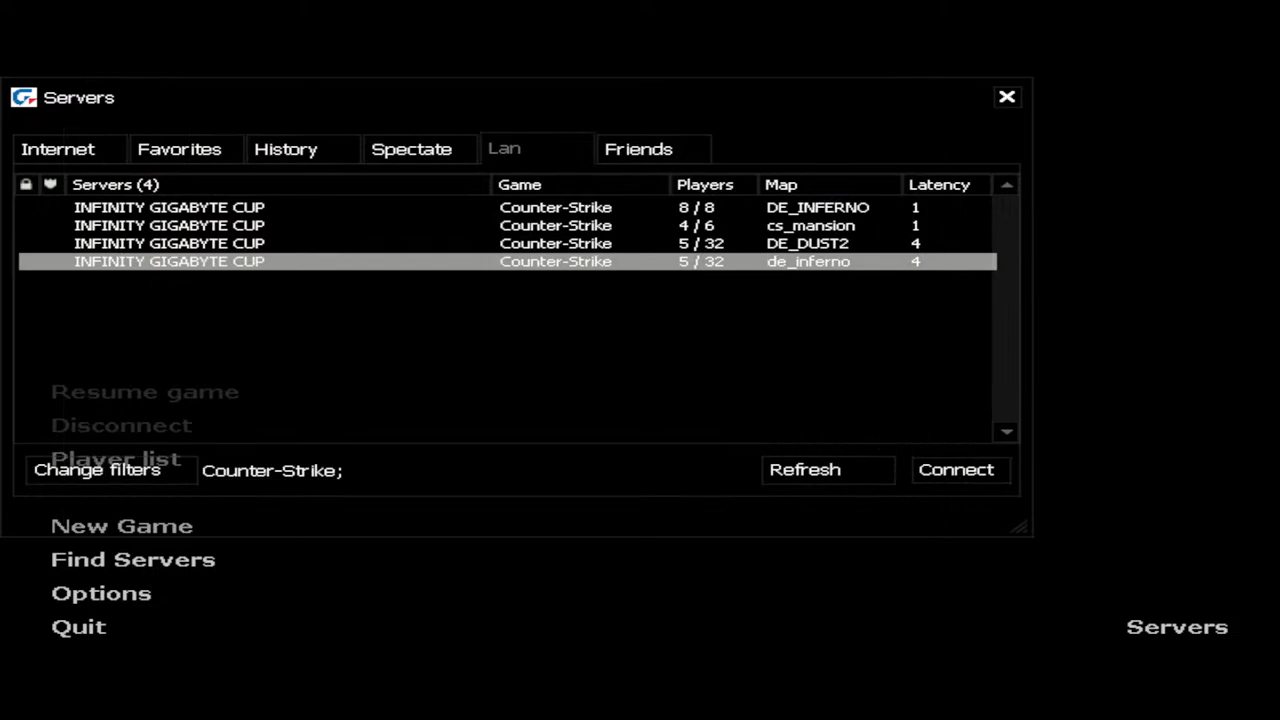 Servers
Internet Favorites History Spectate Lan Friends
Servers (4) Game Players Map Latency
INFINITY GIGABYTE CUP Counter-Strike 8 / 8 DE_INFERNO 1
INFINITY GIGABYTE CUP Counter-Strike 4 / 6 cs_mansion 1
INFINITY GIGABYTE CUP Counter-Strike 5 / 32 DE_DUST2 4
INFINITY GIGABYTE CUP Counter-Strike 5 / 32 de_inferno 4
Resume game
Disconnect
Player list
Change filters Counter-Strike; Refresh Connect
New Game
Find Servers
Options
Quit Servers